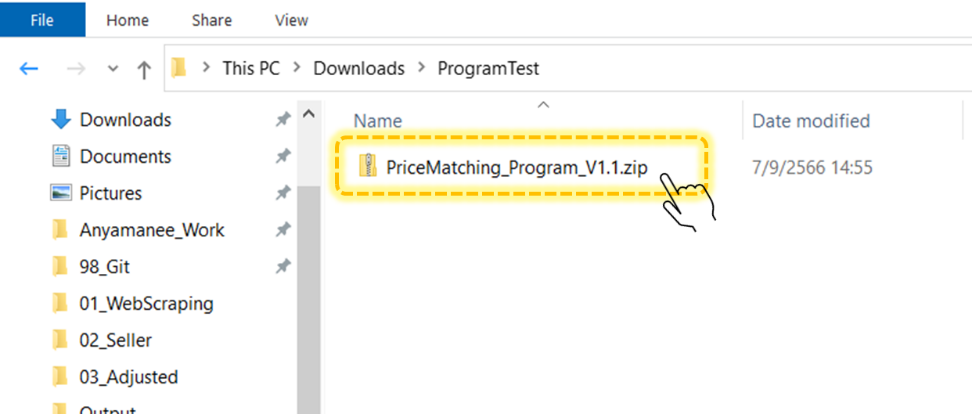 File Home Share View
This PC > Downloads > ProgramTest
Name Date modified
Downloads
PriceMatching_Program_V1.1.zip 7/9/2566 14:55
Documents
Pictures
Anyamanee_Work
98_Git
01_WebScraping
02_Seller
03_Adjusted
Output